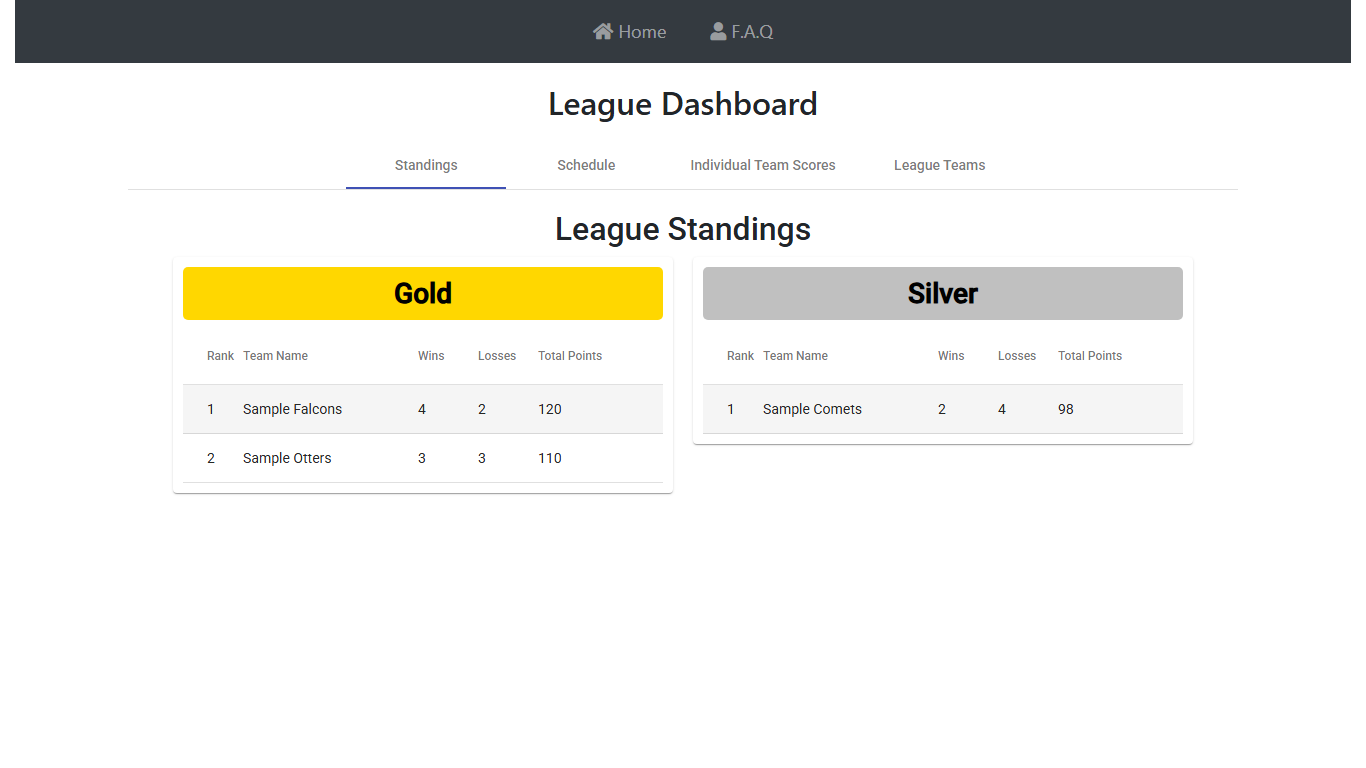 Home F.A.Q
League Dashboard
Standings Schedule Individual Team Scores League Teams
League Standings
Gold
Rank Team Name Wins Losses Total Points
1 Sample Falcons 4 2 120
2 Sample Otters 3 3 110
Silver
Rank Team Name Wins Losses Total Points
1 Sample Comets 2 4 98